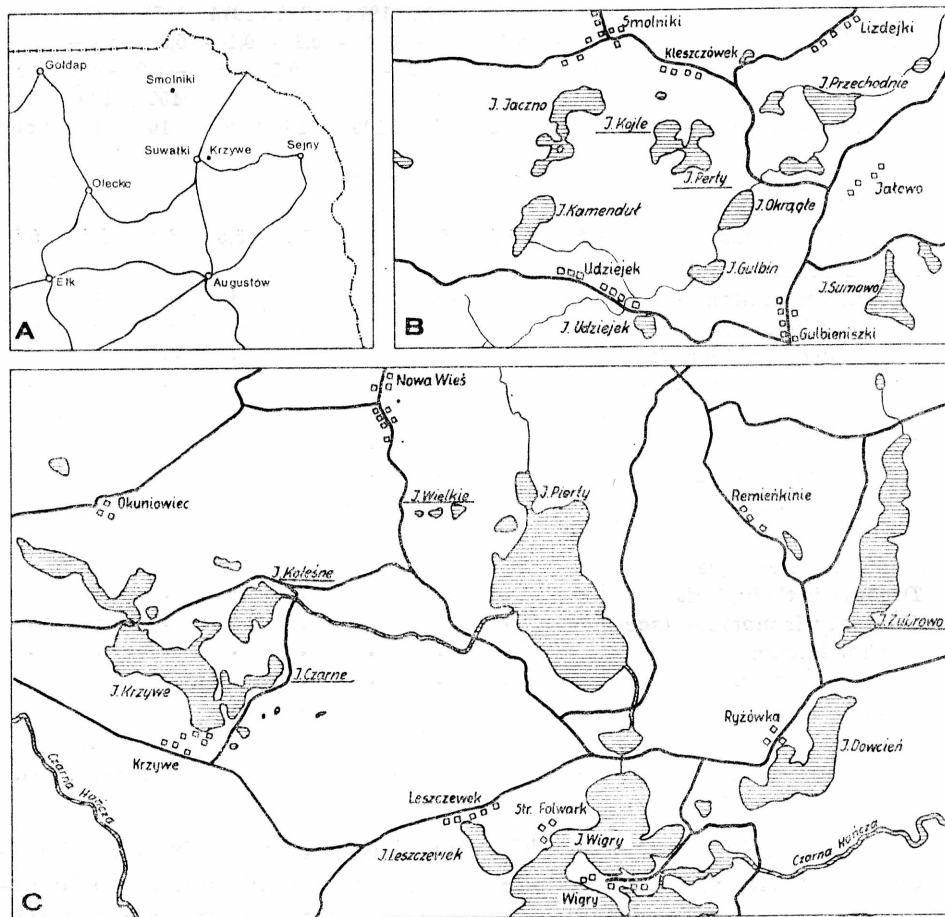 Gołdap
Smolniki
Suwałki
Krzywe
Sejny
Olecko
Ełk
Augustów
A
Smolniki
Kleszczówek
Lizdejki
J. Przechodnie
J. Jaczno
J. Kojle
J. Perty
Jałowo
J. Kamenduł
J. Okrągłe
Udziejek
J. Gulbin
J. Sumowo
J. Udziejek
Gulbieniszki
B
Nowa Wieś
Okuniowiec
J. Wielkie
J. Pierty
Remieńkinie
J. Koleśne
J. Żubrowo
J. Krzywe
J. Czarne
Ryżówka
J. Dowcień
Krzywe
Czarna Hańcza
Leszczewek
Str. Folwark
J. Leszczewek
J. Wigry
Czarna Hańcza
Wigry
C